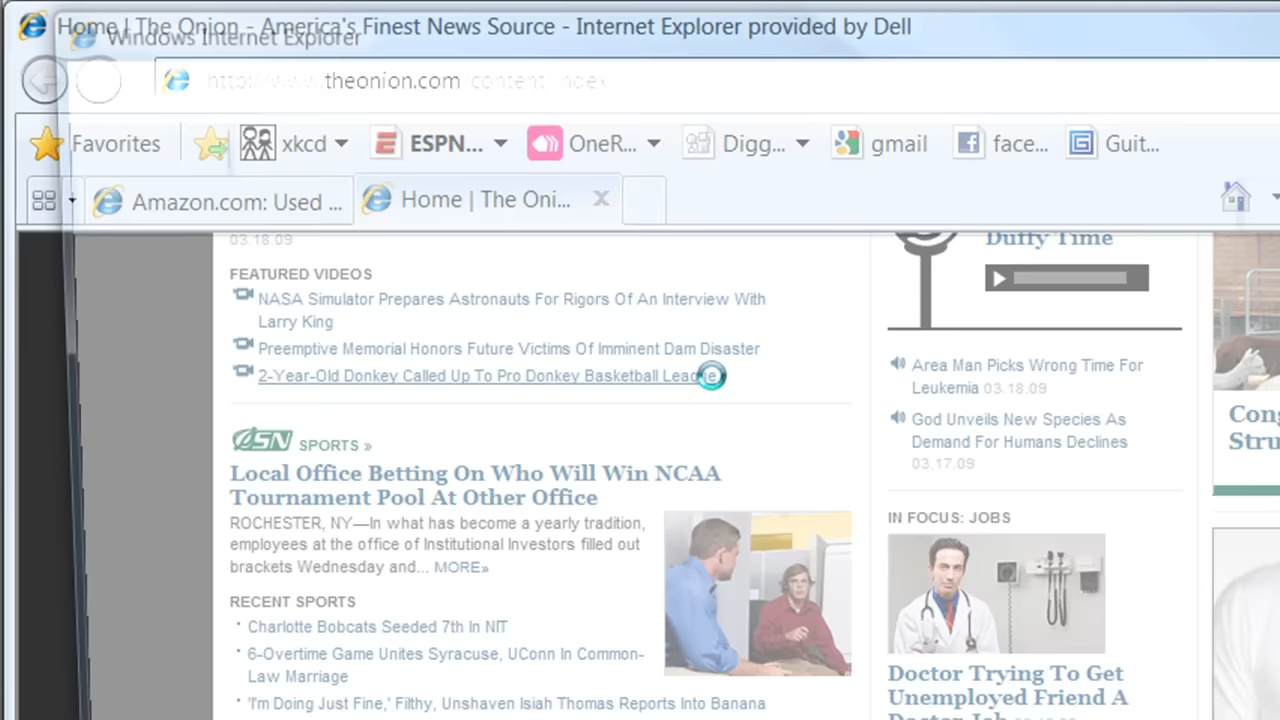 Home | The Onion - America's Finest News Source - Internet Explorer provided by Dell
Windows Internet Explorer
http://www.theonion.com/content/index
Favorites xkcd ESPN... OneR... Digg... gmail face... Guit...
Amazon.com: Used ... Home | The Oni... X
03.18.09
FEATURED VIDEOS
NASA Simulator Prepares Astronauts For Rigors Of An Interview With
Larry King
Preemptive Memorial Honors Future Victims Of Imminent Dam Disaster
2-Year-Old Donkey Called Up To Pro Donkey Basketball League
SN SPORTS »
Local Office Betting On Who Will Win NCAA
Tournament Pool At Other Office
ROCHESTER, NY—In what has become a yearly tradition,
employees at the office of Institutional Investors filled out
brackets Wednesday and... MORE»
RECENT SPORTS
Charlotte Bobcats Seeded 7th In NIT
6-Overtime Game Unites Syracuse, UConn In Common-
Law Marriage
'I'm Doing Just Fine,' Filthy, Unshaven Isiah Thomas Reports Into Banana
Duffy Time
Area Man Picks Wrong Time For
Leukemia 03.18.09
God Unveils New Species As
Demand For Humans Declines
03.17.09
IN FOCUS: JOBS
Doctor Trying To Get
Unemployed Friend A
Doctor Job 03.18.09
Cong
Stru